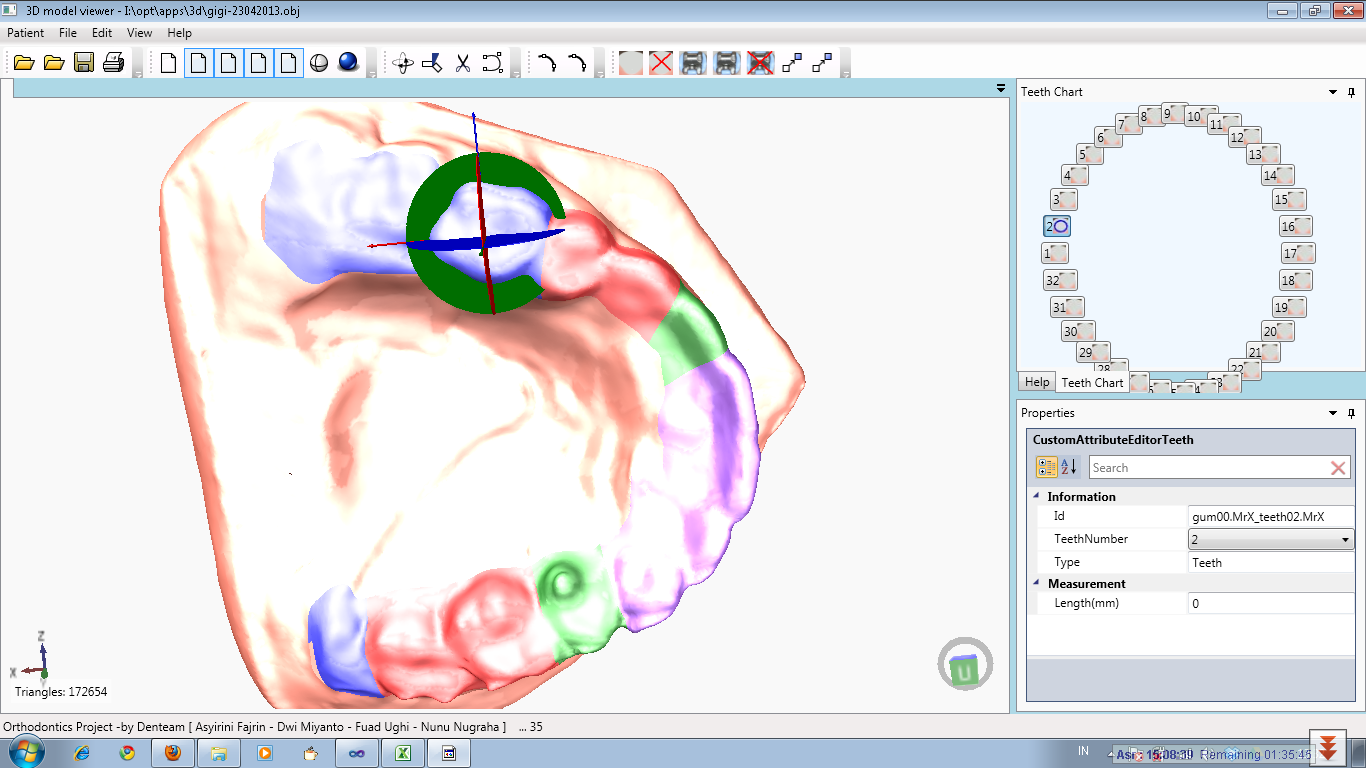 3D model viewer - I:\opt\apps\3d\gigi-23042013.obj
Patient File Edit View Help
Teeth Chart
9
8 10
7 11
6 12
5 13
4 14
3 15
2 16
1 17
32 18
31 19
30 20
29 21
28 22
Help Teeth Chart
Properties
CustomAttributeEditorTeeth
Search
Information
Id gum00.MrX_teeth02.MrX
TeethNumber 2
Type Teeth
Measurement
Length(mm) 0
Z
X
U
Triangles: 172654
Orthodontics Project -by Denteam [ Asyirini Fajrin - Dwi Miyanto - Fuad Ughi - Nunu Nugraha ] ... 35
IN
Asr : 15:08:39 Remaining 01:35:45